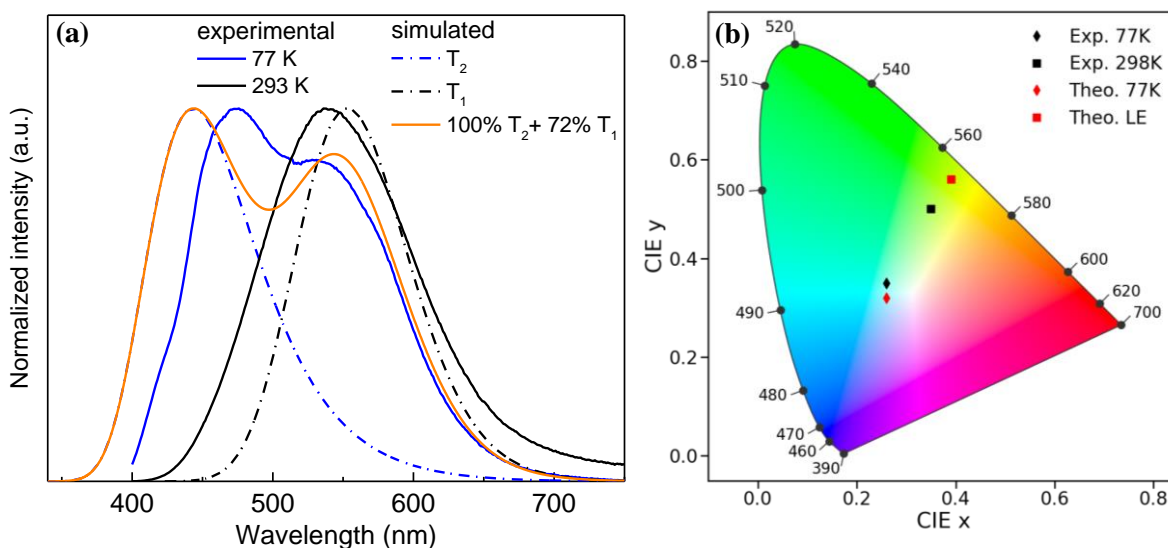 (a)
experimental
77 K
293 K
simulated
T2
T1
100% T2+ 72% T1
Normalized intensity (a.u.)
400
500
600
700
Wavelength (nm)
(b)
Exp. 77K
Exp. 298K
Theo. 77K
Theo. LE
520
510
540
560
500
580
600
490
620
700
480
470
460
390
0.8
0.6
0.4
0.2
0.0
CIE y
0.0
0.2
0.4
0.6
0.8
CIE x